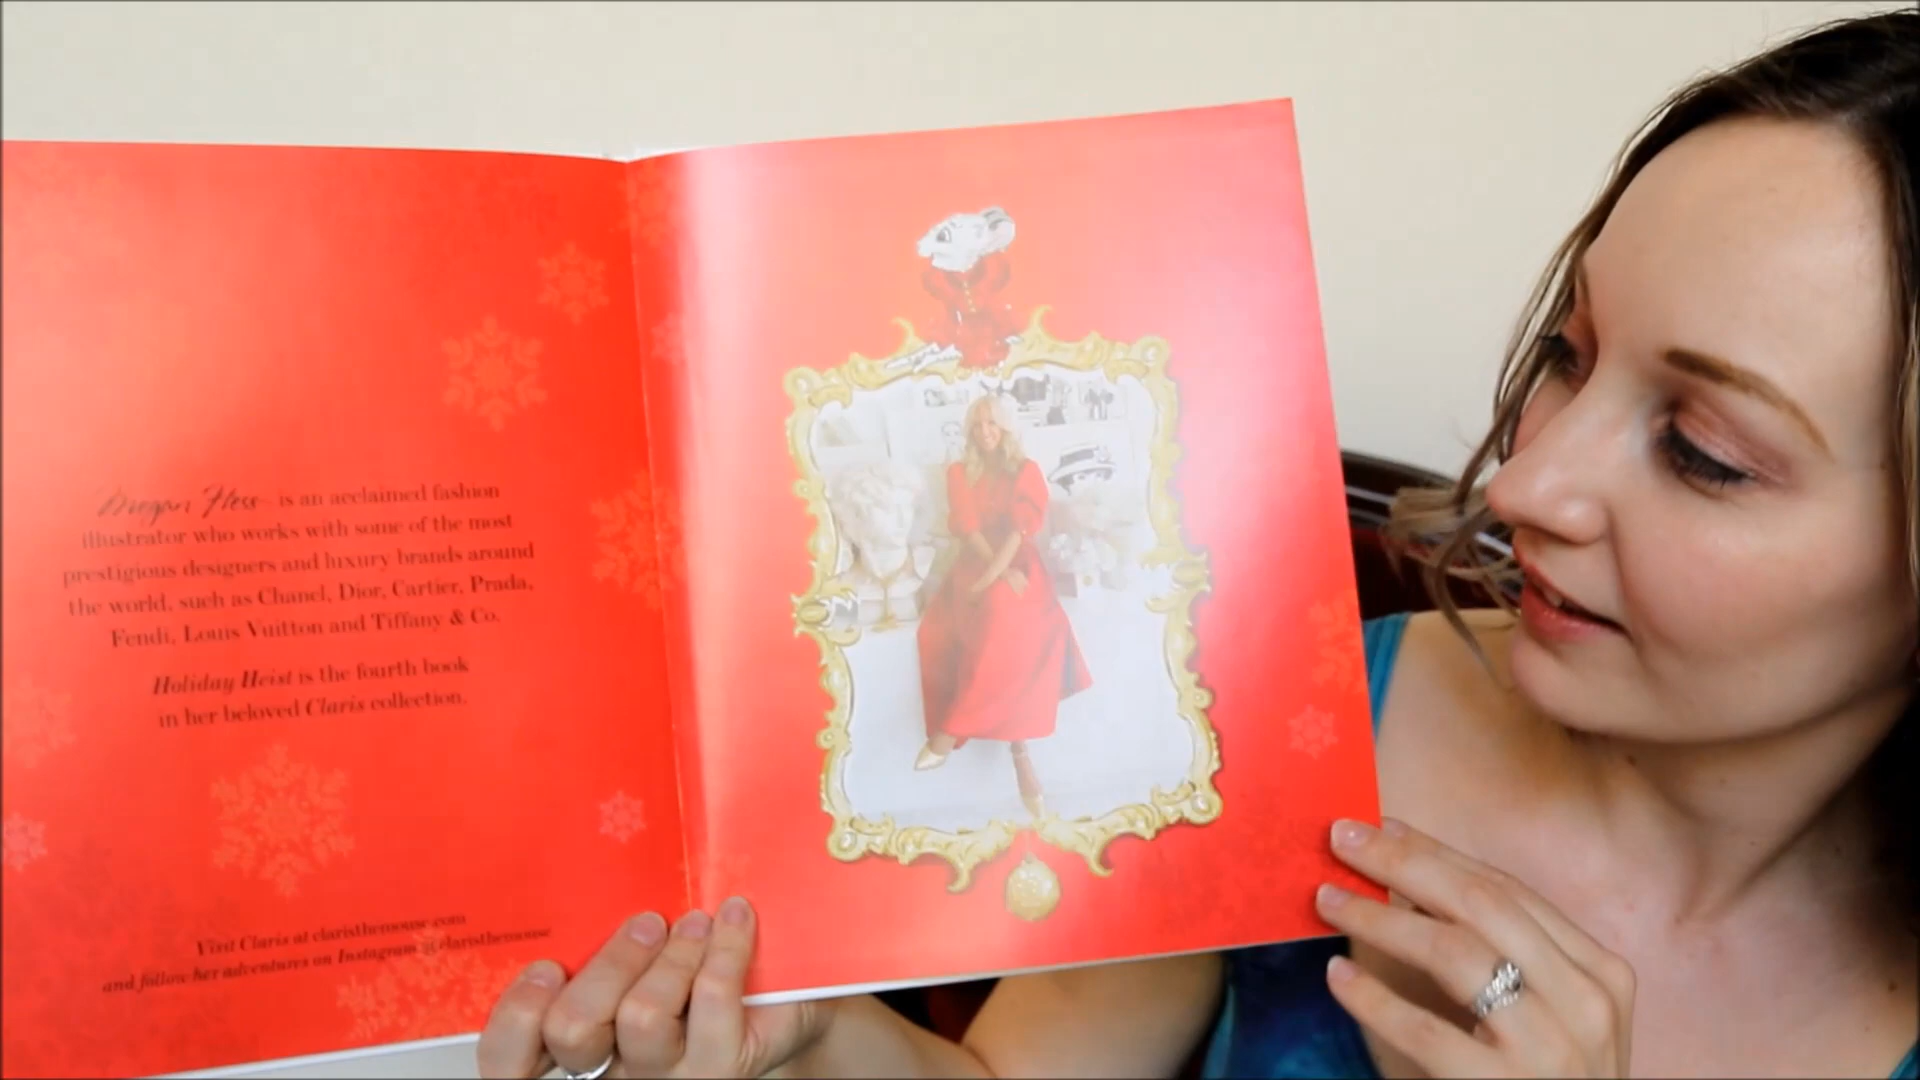 Megan Hess is an acclaimed fashion
illustrator who works with some of the most
prestigious designers and luxury brands around
the world, such as Chanel, Dior, Cartier, Prada,
Fendi, Louis Vuitton and Tiffany & Co.
Holiday Heist is the fourth book
in her beloved Claris collection.
Visit Claris at claristhemouse.com
and follow her adventures on Instagram @claristhemouse